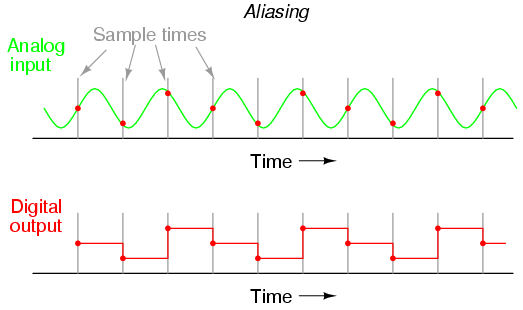 Aliasing
Sample times
Analog
input
Time
Digital
output
Time